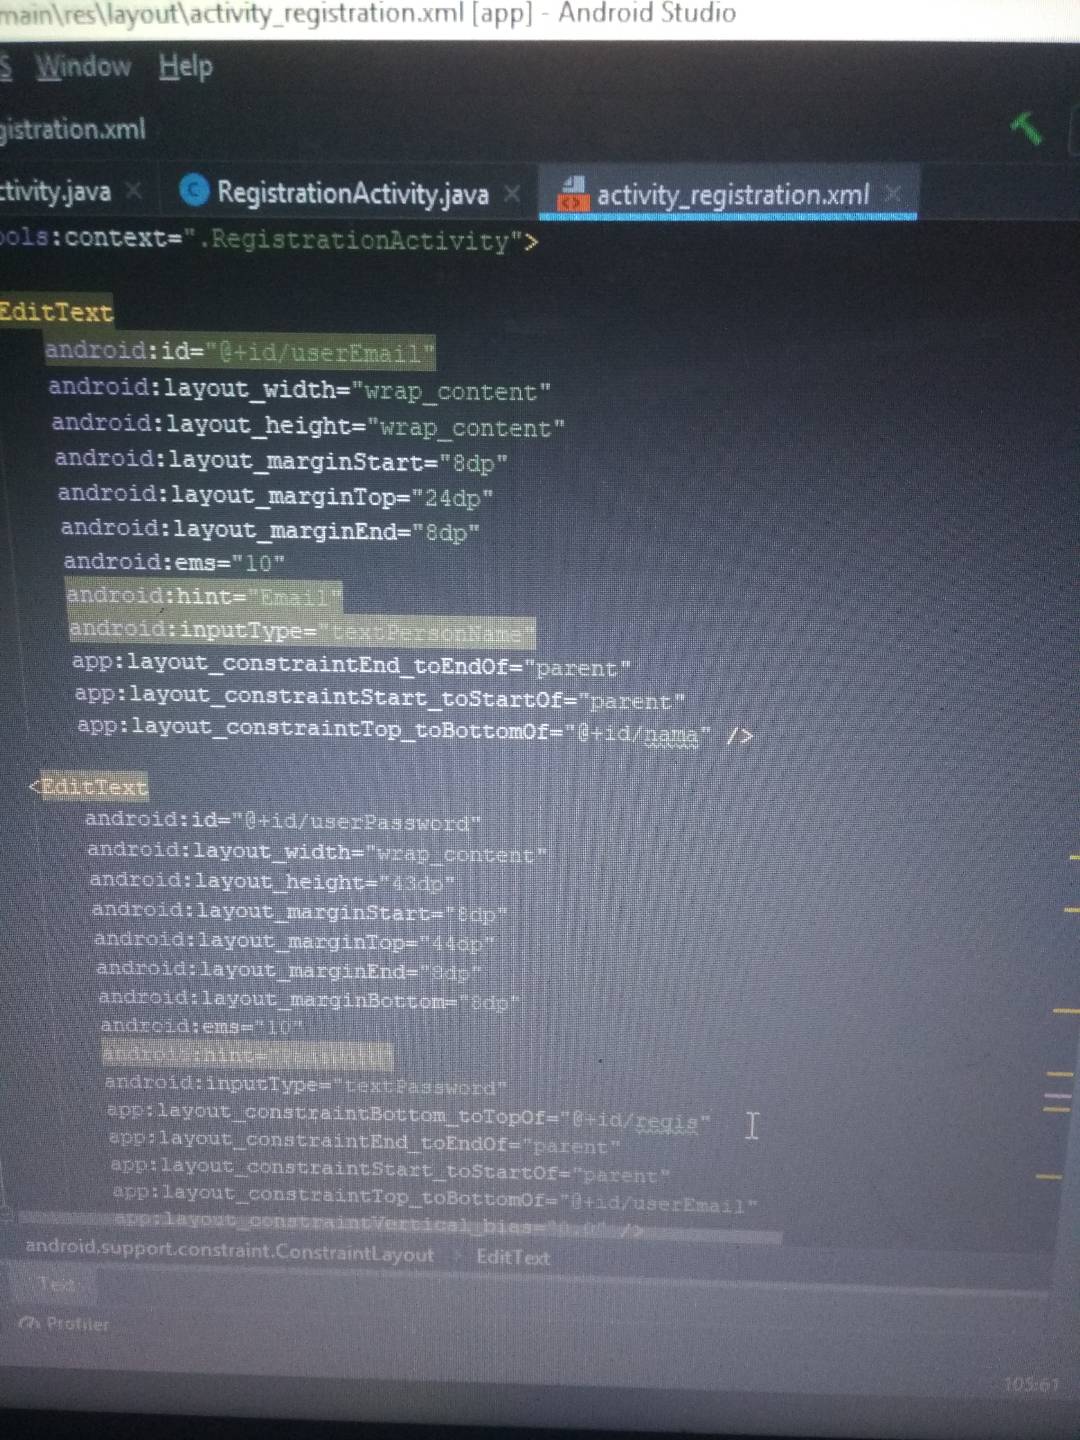 main\res\layout\activity_registration.xml [app] - Android Studio
S Window Help
gistration.xml
ctivity.java RegistrationActivity.java activity_registration.xml
ools:context=".RegistrationActivity">
EditText
android:id="@+id/userEmail"
android:layout_width="wrap_content"
android:layout_height="wrap_content"
android:layout_marginStart="8dp"
android:layout_marginTop="24dp"
android:layout_marginEnd="8dp"
android:ems="10"
android:hint="Email"
android:inputType="textPersonName"
app:layout_constraintEnd_toEndOf="parent"
app:layout_constraintStart_toStartOf="parent"
app:layout_constraintTop_toBottomOf="@+id/nama" />
<EditText
android:id="@+id/userPassword"
android:layout_width="wrap_content"
android:layout_height="43dp"
android:layout_marginStart="8dp"
android:layout_marginTop="44dp"
android:layout_marginEnd="8dp"
android:layout_marginBottom="8dp"
android:ems="10"
android:hint=
android:inputType="textPassword"
app:layout_constraintBottom_toTopOf="@+id/regis"
app:layout_constraintEnd_toEndOf="parent"
app:layout_constraintStart_toStartOf="parent"
app:layout_constraintTop_toBottomOf="@+id/userEmail"
app:layout_constraintVertical_bias="0.0" />
android.support.constraint.ConstraintLayout EditText
Text
Profiler
105:61